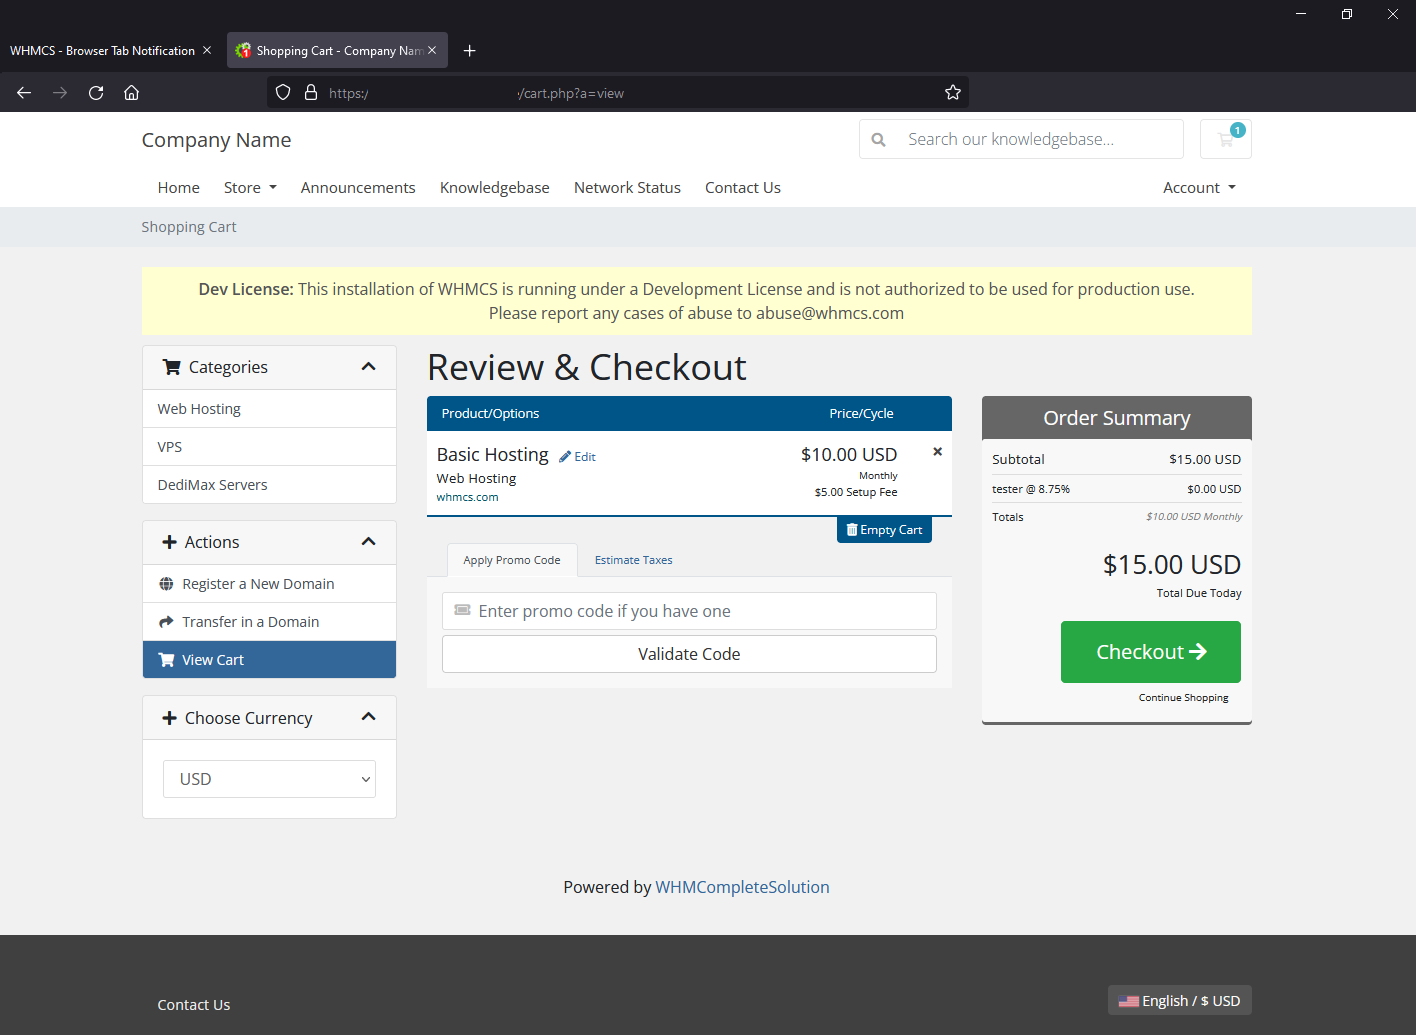 WHMCS - Browser Tab Notification
1
Shopping Cart - Company Nam
https:/
/cart.php?a=view
Company Name
Search our knowledgebase...
1
Home
Store
Announcements
Knowledgebase
Network Status
Contact Us
Account
Shopping Cart
Dev License: This installation of WHMCS is running under a Development License and is not authorized to be used for production use.
Please report any cases of abuse to abuse@whmcs.com
Categories
Web Hosting
VPS
DediMax Servers
Actions
Register a New Domain
Transfer in a Domain
View Cart
Choose Currency
USD
Review & Checkout
Product/Options
Price/Cycle
Basic Hosting
Edit
$10.00 USD
Web Hosting
Monthly
whmcs.com
$5.00 Setup Fee
Empty Cart
Apply Promo Code
Estimate Taxes
Enter promo code if you have one
Validate Code
Order Summary
Subtotal
$15.00 USD
tester @ 8.75%
$0.00 USD
Totals
$10.00 USD Monthly
$15.00 USD
Total Due Today
Checkout
Continue Shopping
Powered by WHMCompleteSolution
Contact Us
English / $ USD